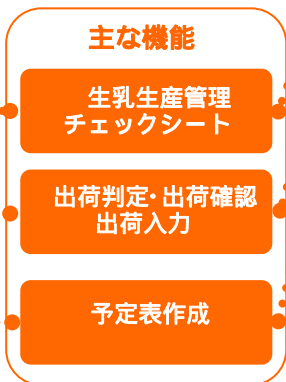 主な機能
生乳生産管理
チェックシート
出荷判定・出荷確認
出荷入力
予定表作成